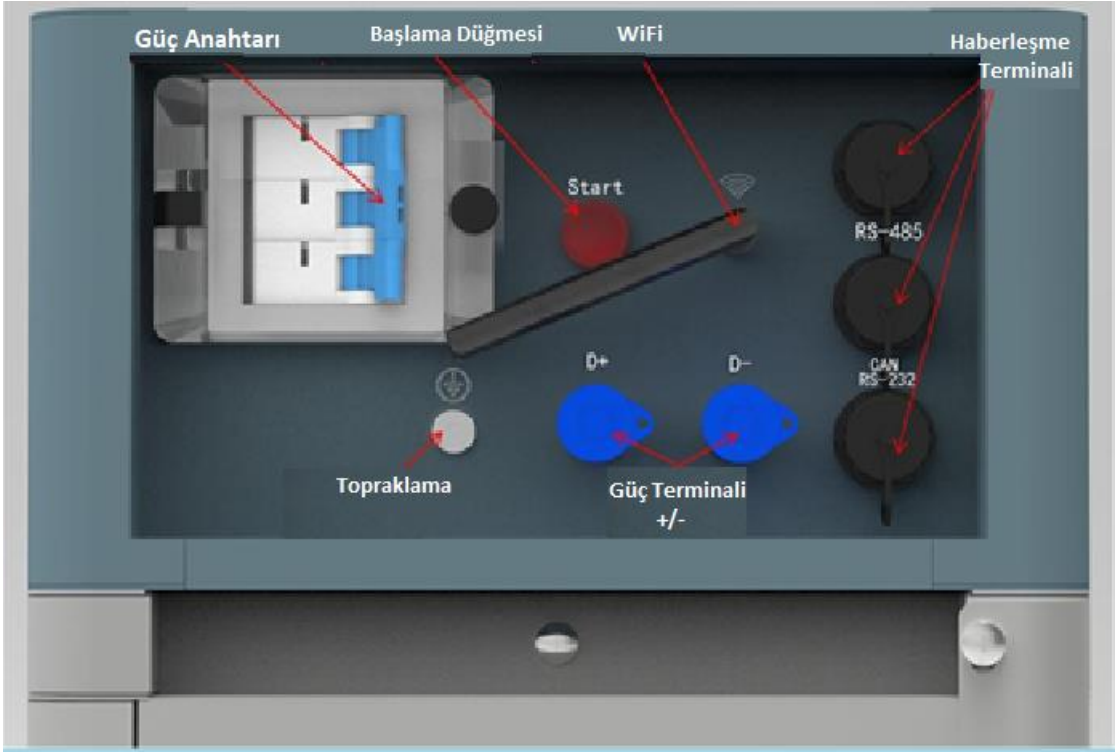 Güç Anahtarı
Başlama Düğmesi
WiFi
Haberleşme
Terminali
Start
RS-485
D+
D-
CAN
RS-232
Topraklama
Güç Terminali
+/-